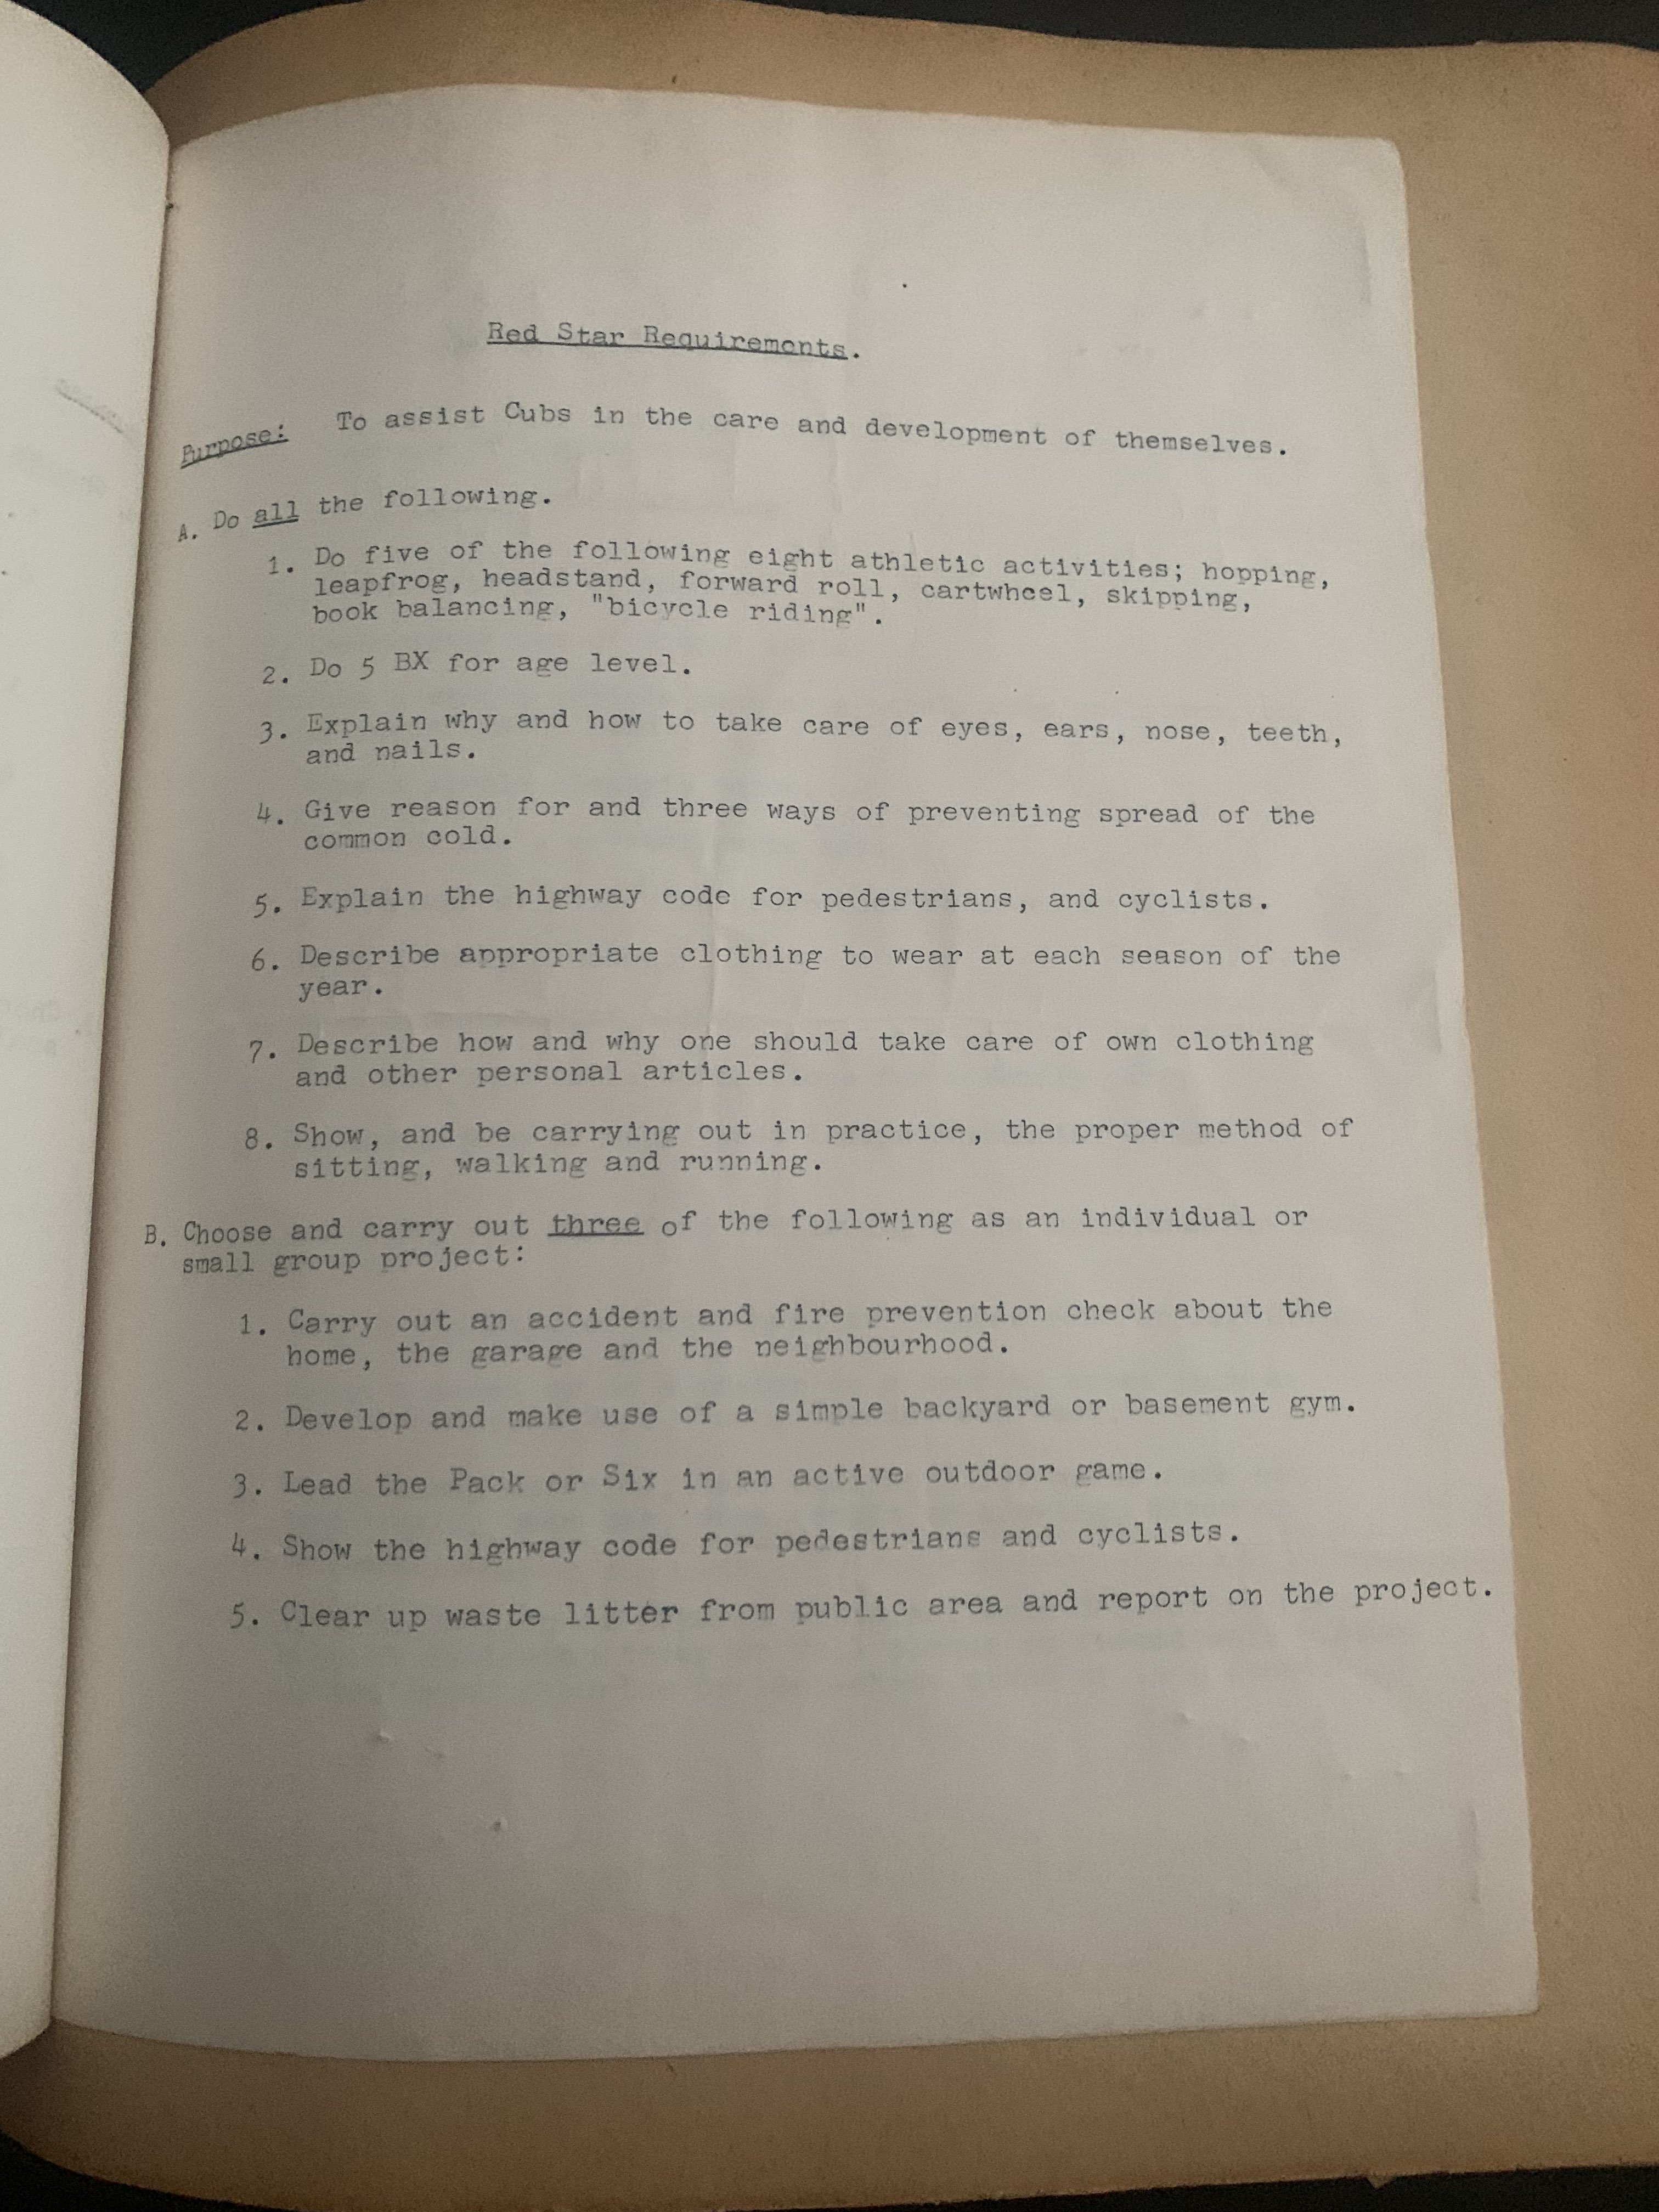 Red Star Requirements.
Purpose: To assist Cubs in the care and development of themselves.
A. Do all the following.
1. Do five of the following eight athletic activities; hopping,
leapfrog, headstand, forward roll, cartwheel, skipping,
book balancing, "bicycle riding".
2. Do 5 BX for age level.
3. Explain why and how to take care of eyes, ears, nose, teeth,
and nails.
4. Give reason for and three ways of preventing spread of the
common cold.
5. Explain the highway code for pedestrians, and cyclists.
6. Describe appropriate clothing to wear at each season of the
year.
7. Describe how and why one should take care of own clothing
and other personal articles.
8. Show, and be carrying out in practice, the proper method of
sitting, walking and running.
B. Choose and carry out three of the following as an individual or
small group project:
1. Carry out an accident and fire prevention check about the
home, the garage and the neighbourhood.
2. Develop and make use of a simple backyard or basement gym.
3. Lead the Pack or Six in an active outdoor game.
4. Show the highway code for pedestrians and cyclists.
5. Clear up waste litter from public area and report on the project.